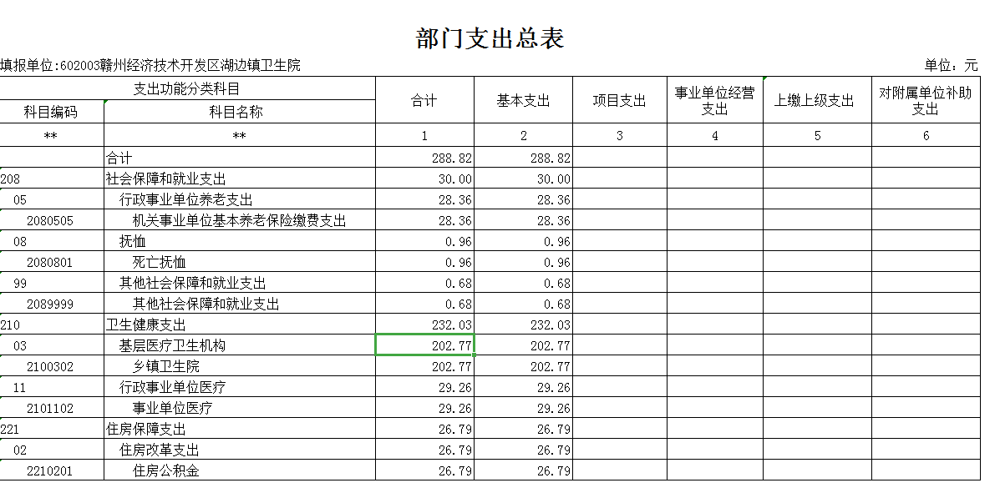 部门支出总表
填报单位:602003赣州经济技术开发区湖边镇卫生院 单位：元
支出功能分类科目 合计 基本支出 项目支出 事业单位经营支出 上缴上级支出 对附属单位补助支出
科目编码 科目名称
** ** 1 2 3 4 5 6
合计 288.82 288.82
208 社会保障和就业支出 30.00 30.00
05 行政事业单位养老支出 28.36 28.36
2080505 机关事业单位基本养老保险缴费支出 28.36 28.36
08 抚恤 0.96 0.96
2080801 死亡抚恤 0.96 0.96
99 其他社会保障和就业支出 0.68 0.68
2089999 其他社会保障和就业支出 0.68 0.68
210 卫生健康支出 232.03 232.03
03 基层医疗卫生机构 202.77 202.77
2100302 乡镇卫生院 202.77 202.77
11 行政事业单位医疗 29.26 29.26
2101102 事业单位医疗 29.26 29.26
221 住房保障支出 26.79 26.79
02 住房改革支出 26.79 26.79
2210201 住房公积金 26.79 26.79